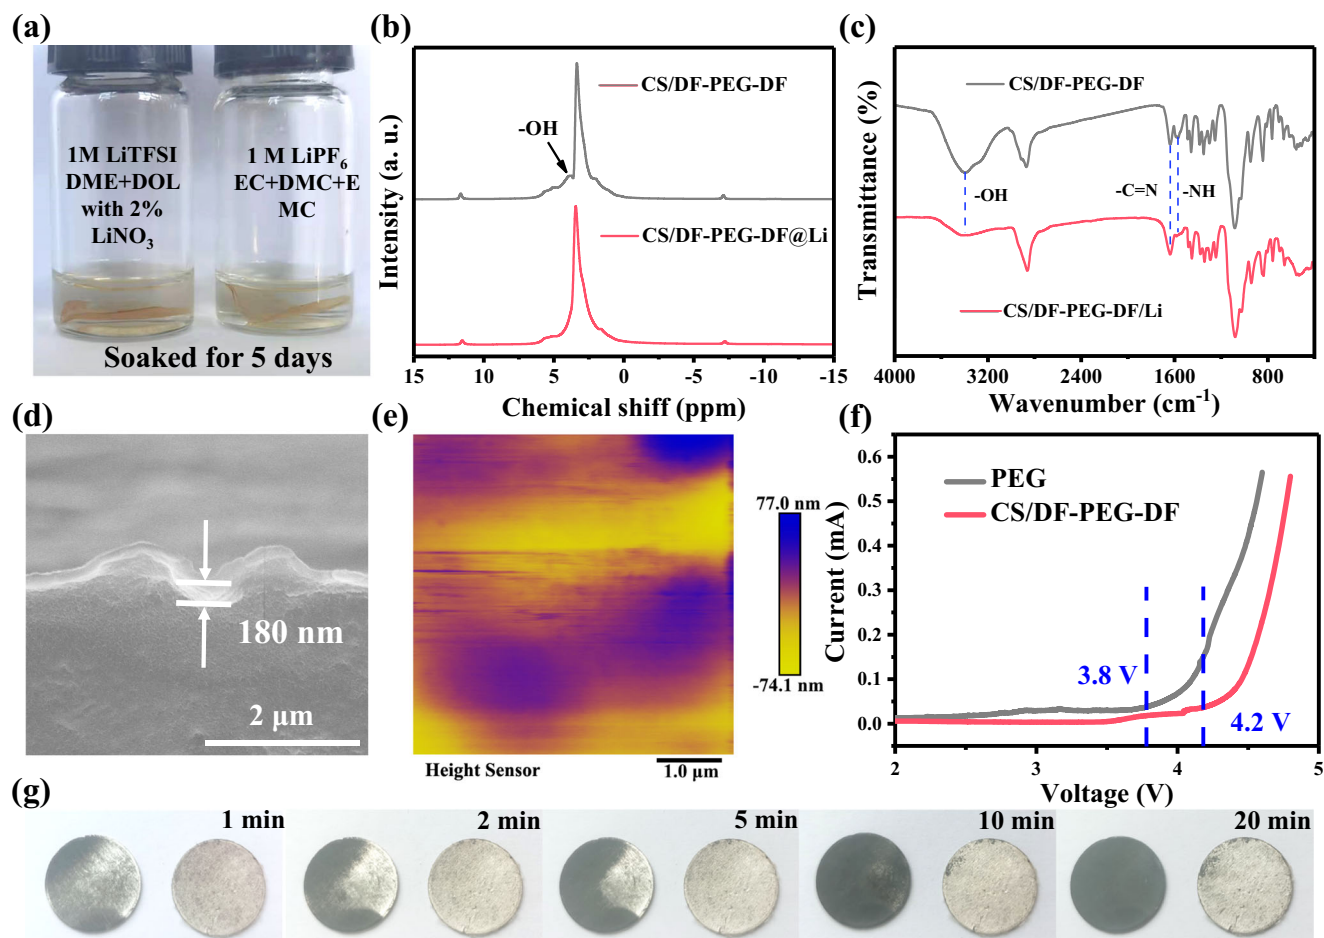 (a)
1M LiTFSI
DME+DOL
with 2%
LiNO3
1 M LiPF6
EC+DMC+E
MC
Soaked for 5 days
(b)
Intensity (a. u.)
-OH
CS/DF-PEG-DF
CS/DF-PEG-DF@Li
15 10 5 0 -5 -10 -15
Chemical shiff (ppm)
(c)
Transmittance (%)
CS/DF-PEG-DF
-OH
-C=N
-NH
CS/DF-PEG-DF/Li
4000 3200 2400 1600 800
Wavenumber (cm-1)
(d)
180 nm
2 μm
(e)
77.0 nm
-74.1 nm
Height Sensor
1.0 μm
(f)
Current (mA)
0.6
0.5
0.4
0.3
0.2
0.1
0.0
PEG
CS/DF-PEG-DF
3.8 V
4.2 V
2 3 4 5
Voltage (V)
(g)
1 min
2 min
5 min
10 min
20 min